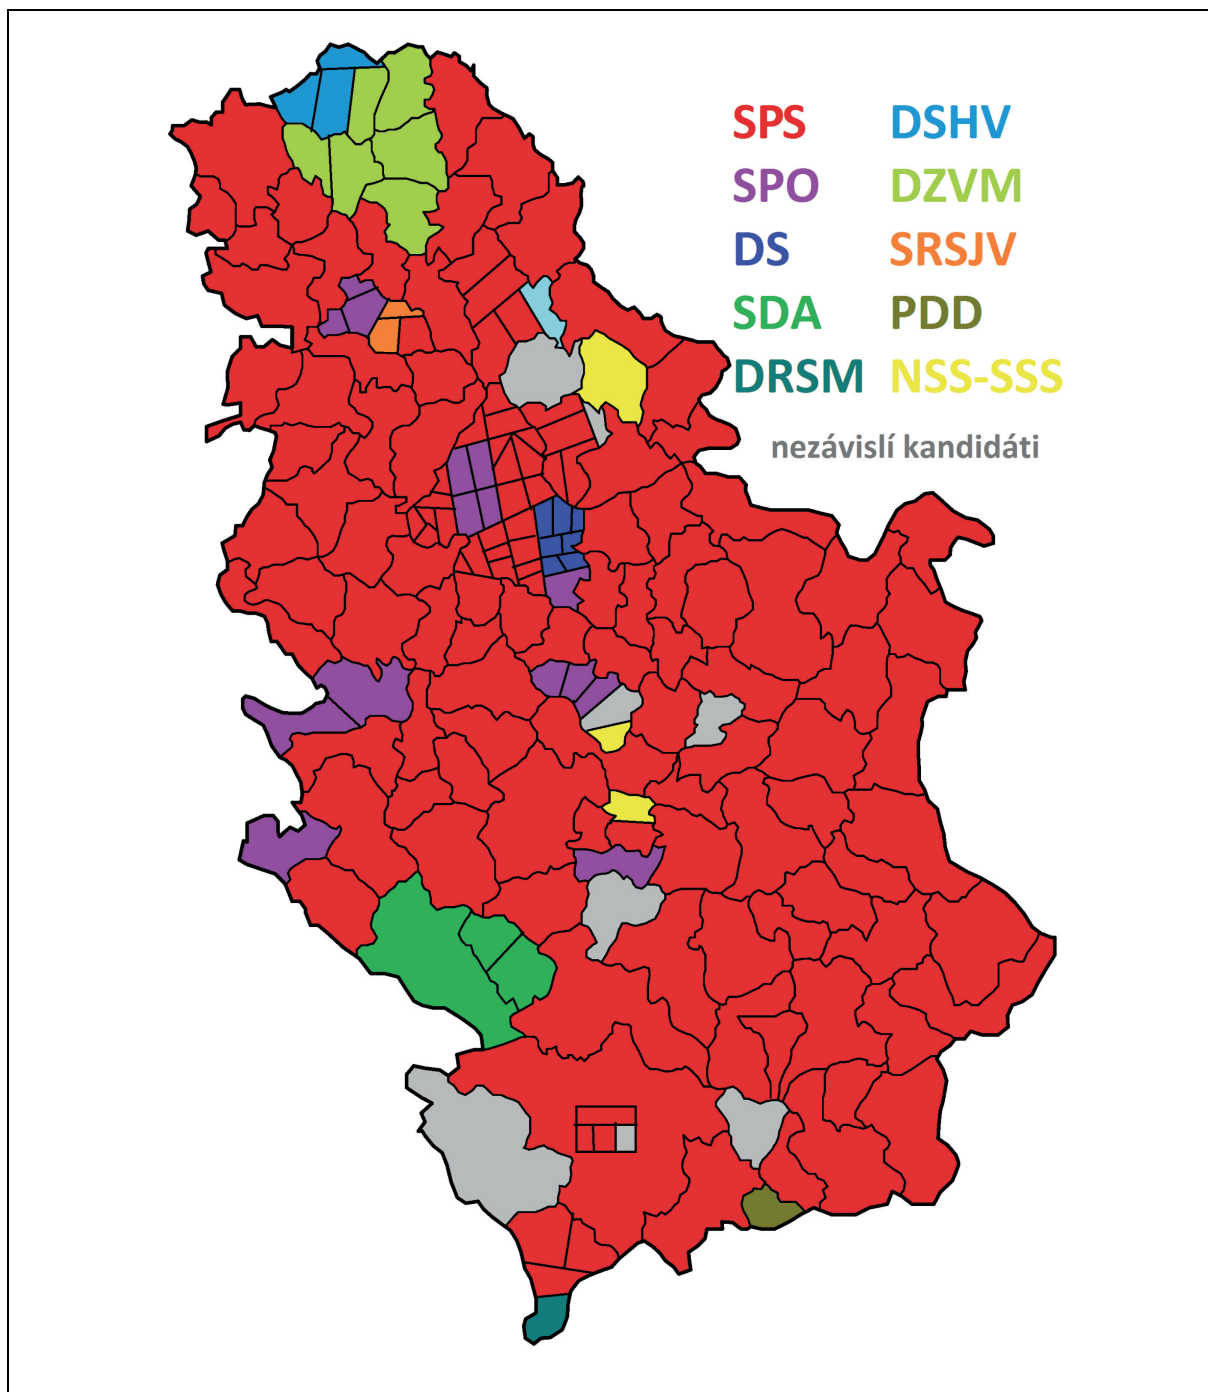 SPS DSHV
SPO DZVM
DS SRSJV
SDA PDD
DRSM NSS-SSS
nezávislí kandidáti